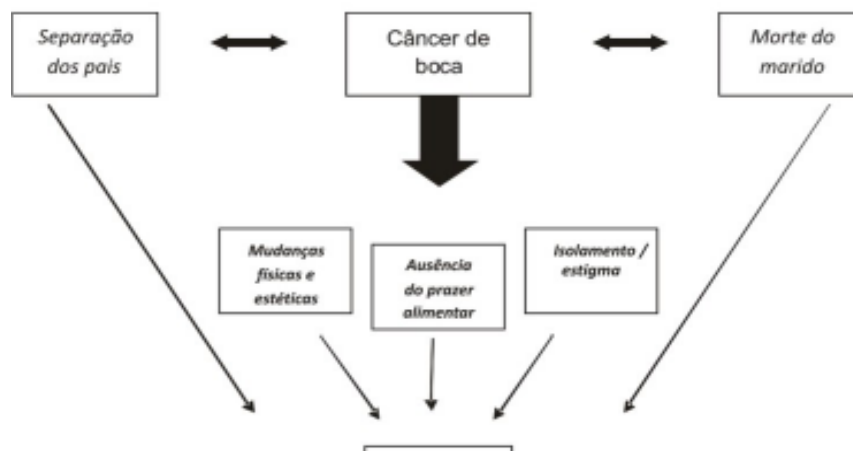 Separação
dos pais
Câncer de
boca
Morte do
marido
Mudanças
físicas e
estéticas
Ausência
do prazer
alimentar
Isolamento /
estigma